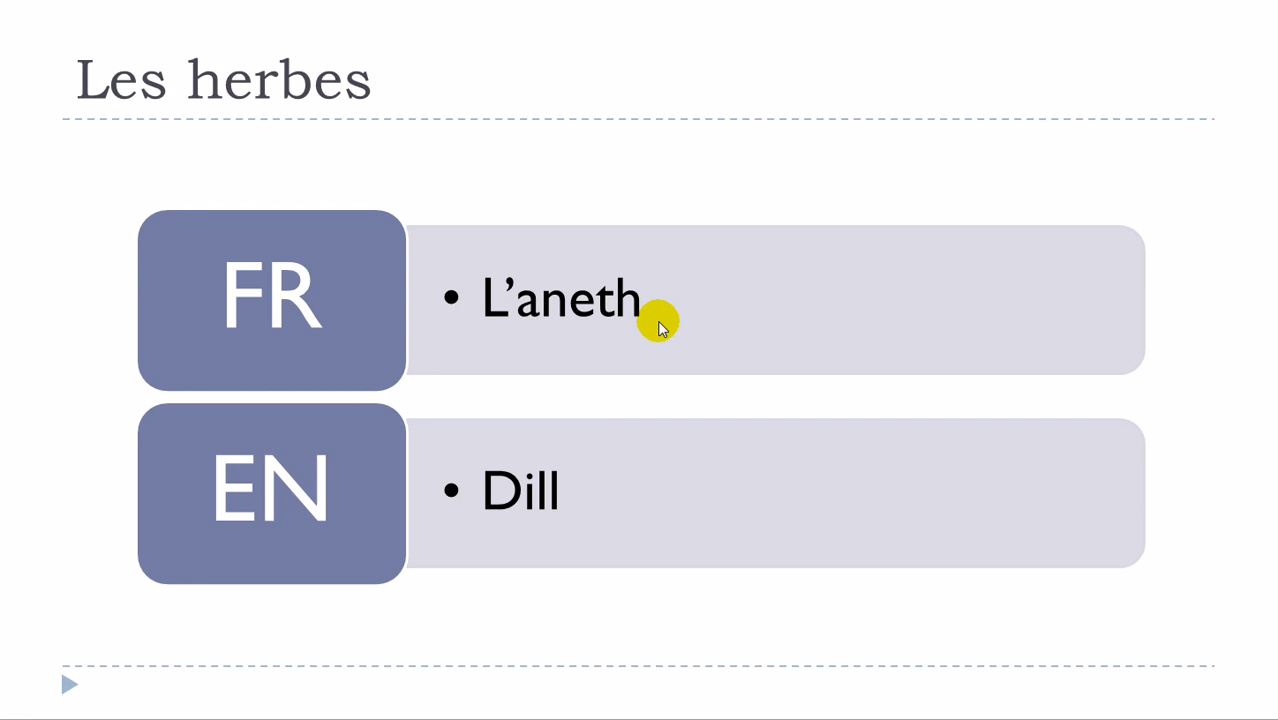 Les herbes
FR
• L’aneth
EN
• Dill